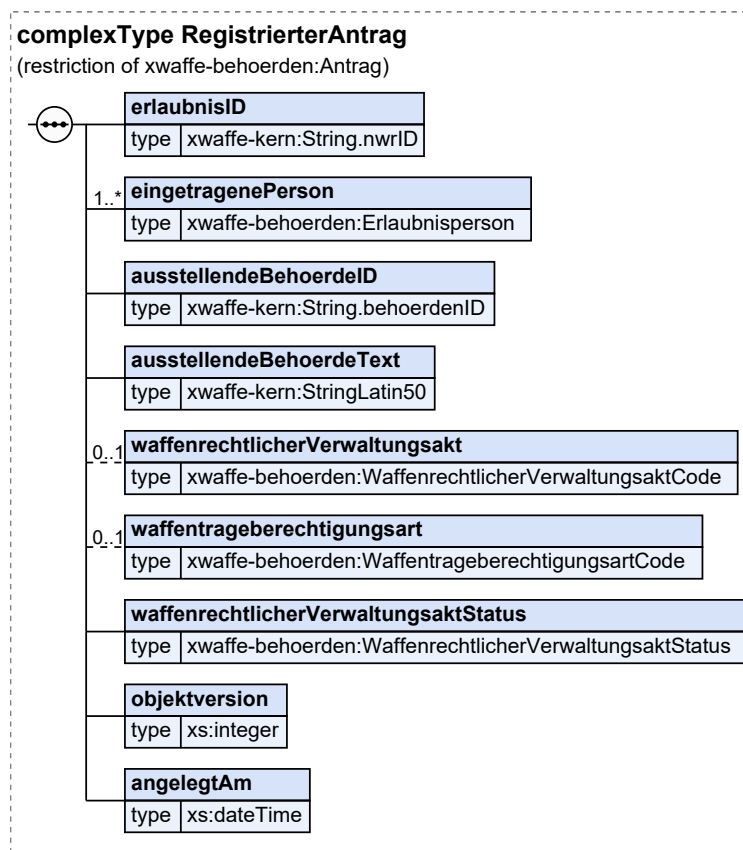 complexType RegistrierterAntrag
(restriction of xwaffe-behoerden:Antrag)
erlaubnisID
type xwaffe-kern:String.nwrID
1..* eingetragenePerson
type xwaffe-behoerden:Erlaubnisperson
ausstellendeBehoerdeID
type xwaffe-kern:String.behoerdenID
ausstellendeBehoerdeText
type xwaffe-kern:StringLatin50
0..1 waffenrechtlicherVerwaltungsakt
type xwaffe-behoerden:WaffenrechtlicherVerwaltungsaktCode
0..1 waffentrageberechtigungsart
type xwaffe-behoerden:WaffentrageberechtigungsartCode
waffenrechtlicherVerwaltungsaktStatus
type xwaffe-behoerden:WaffenrechtlicherVerwaltungsaktStatus
objektversion
type xs:integer
angelegtAm
type xs:dateTime